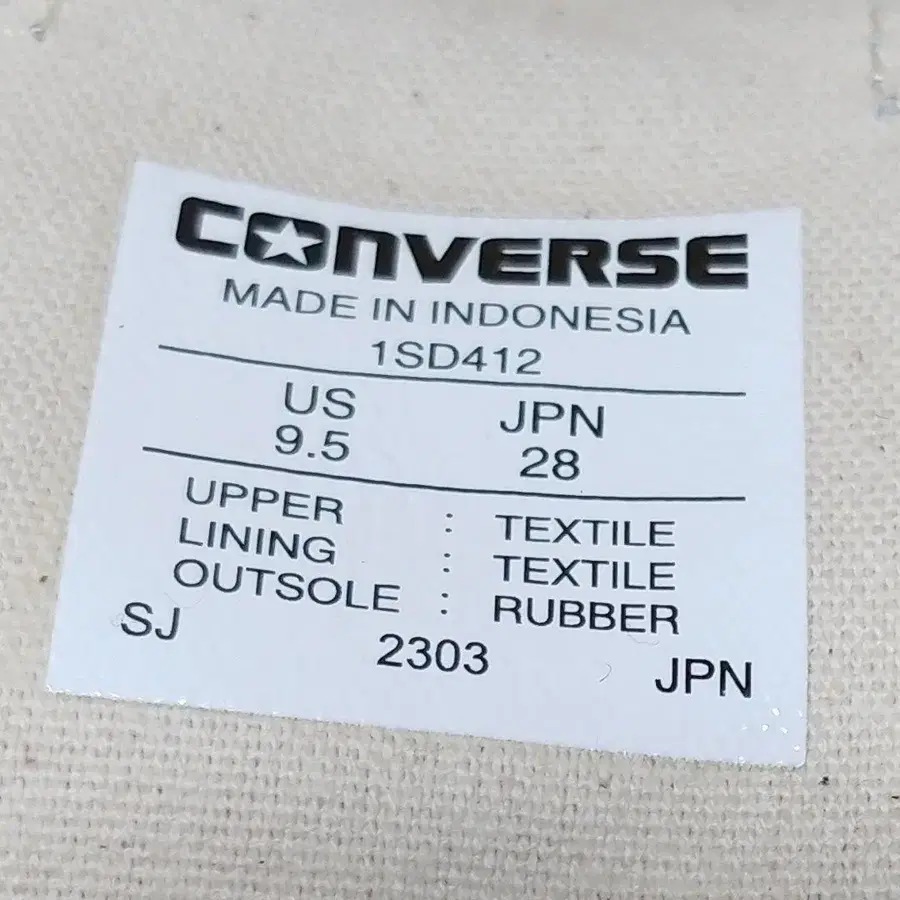 CONVERSE
MADE IN INDONESIA
1SD412
US JPN
9.5 28
UPPER : TEXTILE
LINING : TEXTILE
OUTSOLE : RUBBER
SJ 2303 JPN